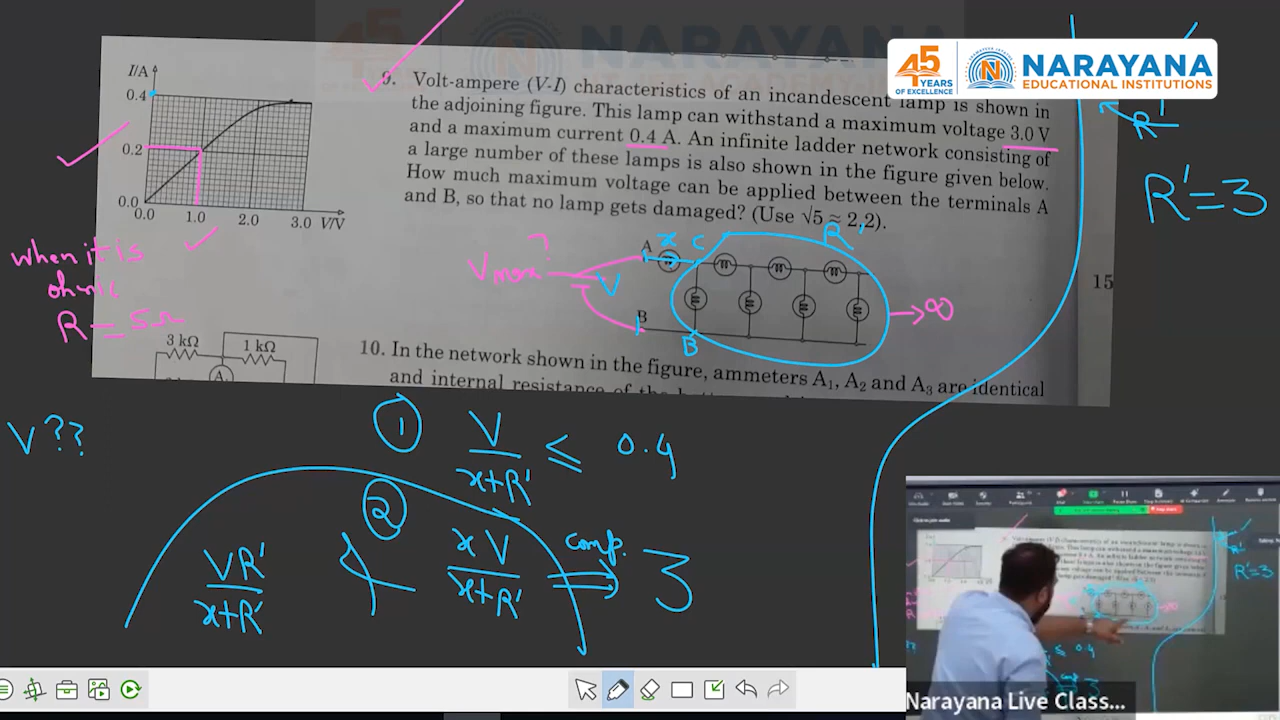 45 YEARS OF EXCELLENCE
NARAYANA
EDUCATIONAL INSTITUTIONS
9. Volt-ampere (V-I) characteristics of an incandescent lamp is shown in
the adjoining figure. This lamp can withstand a maximum voltage 3.0 V
and a maximum current 0.4 A. An infinite ladder network consisting of
a large number of these lamps is also shown in the figure given below.
How much maximum voltage can be applied between the terminals A
and B, so that no lamp gets damaged? (Use √5 ≈ 2.2).
I/A
0.4
0.2
0.0
0.0 1.0 2.0 3.0 V/V
when it is
ohmic
R = 5Ω
Vmax ?
V
A x C R'
B B
→ ∞
R'
R' = 3
15
3 kΩ 1 kΩ
A
10. In the network shown in the figure, ammeters A₁, A₂ and A₃ are identical
and internal resistance of the
V ??
① V/(x+R') ≤ 0.4
②
VR'/(x+R') xV/(x+R') comp. 3
Narayana Live Class...